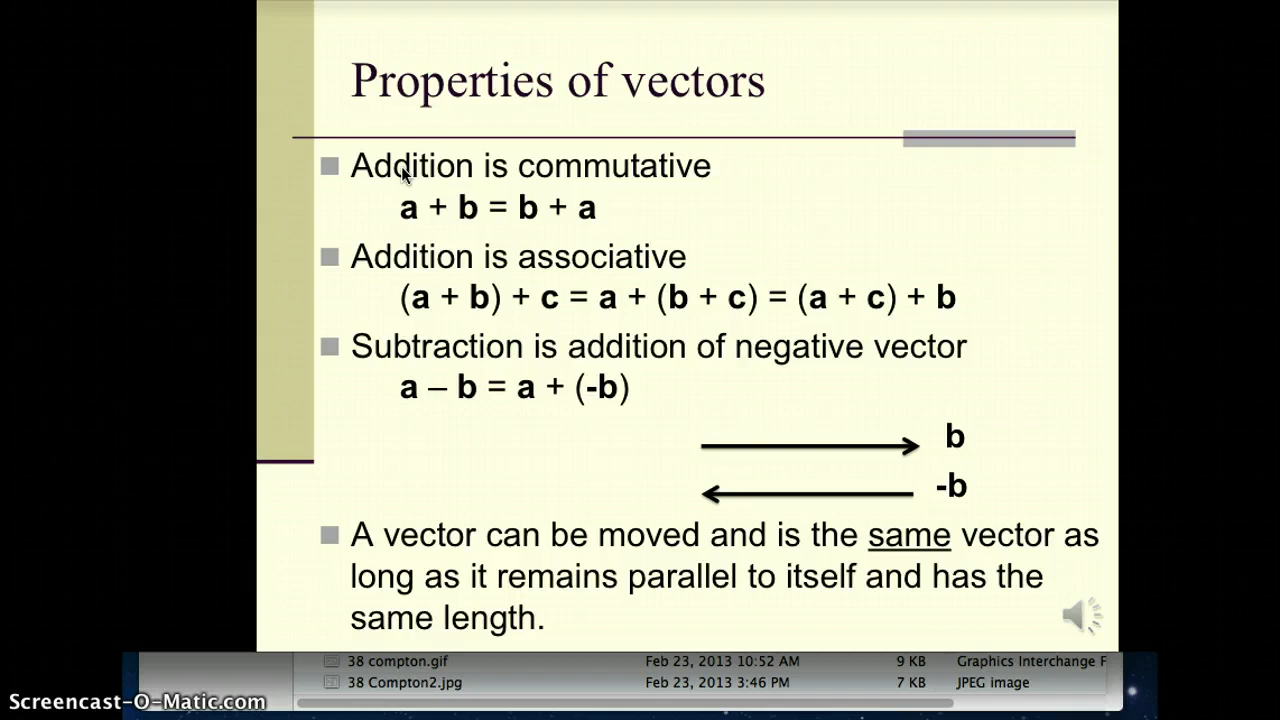 Properties of vectors
Addition is commutative
a + b = b + a
Addition is associative
(a + b) + c = a + (b + c) = (a + c) + b
Subtraction is addition of negative vector
a – b = a + (-b)
b
-b
A vector can be moved and is the same vector as
long as it remains parallel to itself and has the
same length.
38 compton.gif Feb 23, 2013 10:52 AM 9 KB Graphics Interchange F
38 Compton2.jpg Feb 23, 2013 3:46 PM 7 KB JPEG image
Screencast-O-Matic.com